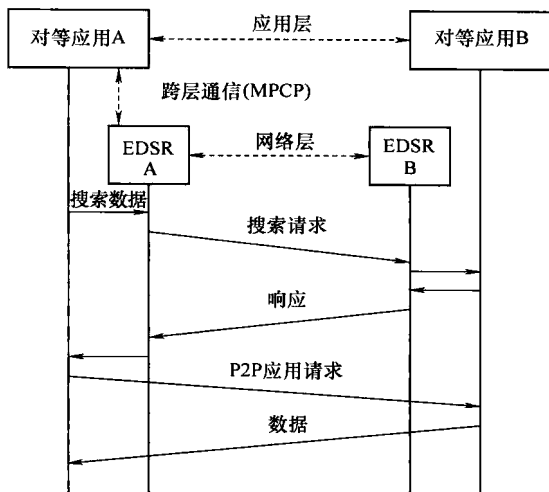 应用层
对等应用A
对等应用B
跨层通信(MPCP)
EDSR
A
网络层
EDSR
B
搜索数据
搜索请求
响应
P2P应用请求
数据